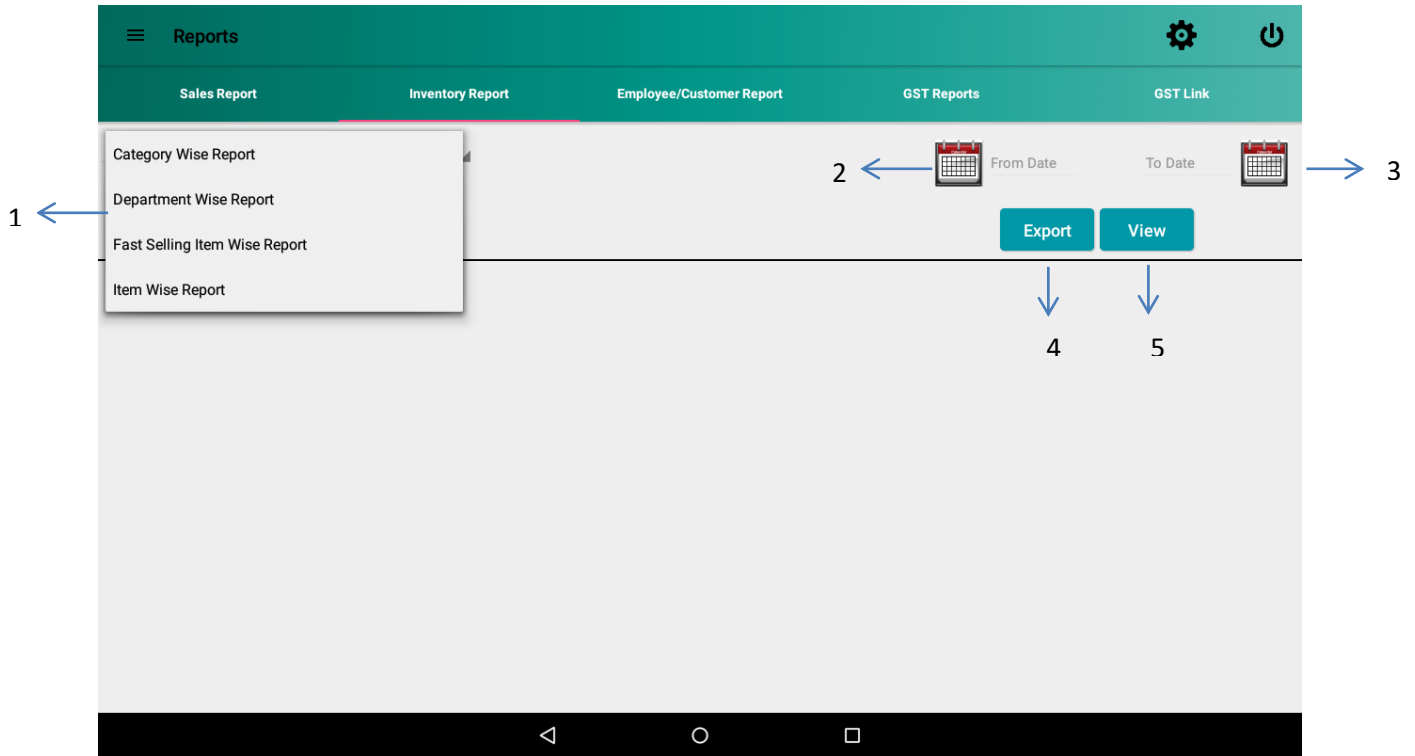 Reports
Sales Report Inventory Report Employee/Customer Report GST Reports GST Link
Category Wise Report
Department Wise Report
Fast Selling Item Wise Report
Item Wise Report
1
2
From Date To Date
3
Export View
4 5